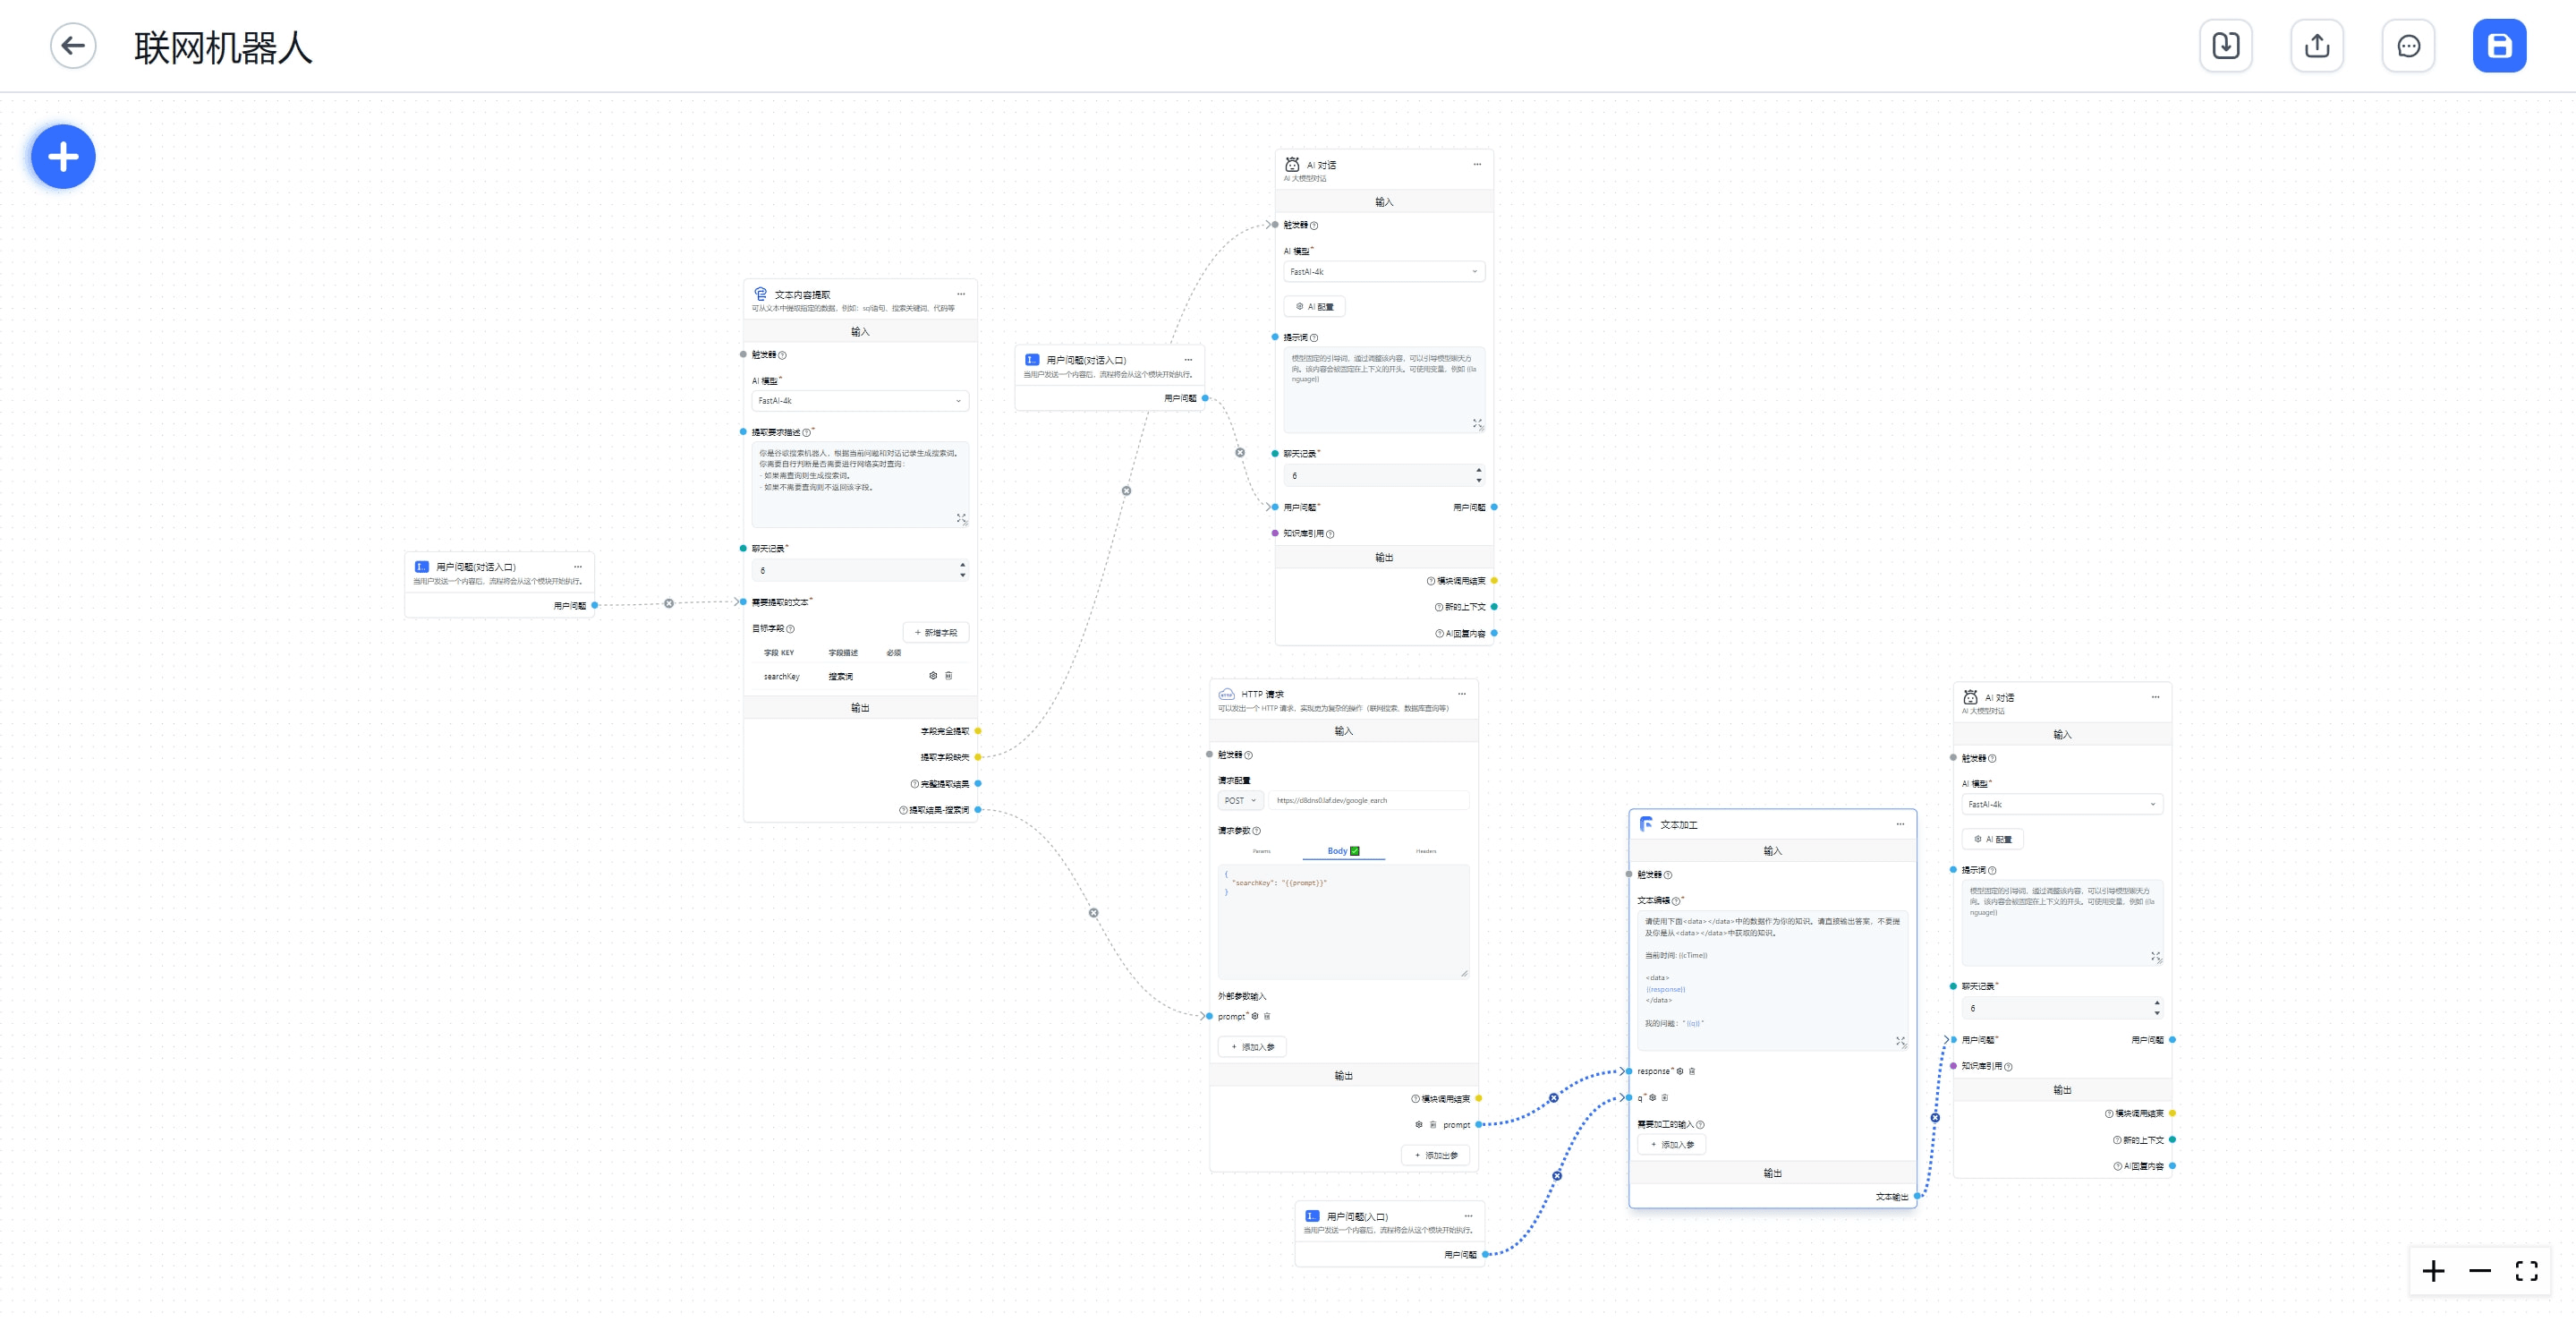 联网机器人
AI 对话
AI 大模型对话
输入
触发器
AI 模型*
FastAI-4k
AI 配置
提示词
模型固定的引导词，通过调整该内容，可以引导模型聊天方
向。该内容会被固定在上下文的开头。可使用变量，例如 {{la
nguage}}
聊天记录*
6
用户问题*
用户问题
知识库引用
输出
模块调用结束
新的上下文
AI回复内容
文本内容提取
可从文本中提取指定的数据，例如：sql语句、搜索关键词、代码等
输入
触发器
AI 模型*
FastAI-4k
提取要求描述*
你是谷歌搜索机器人，根据当前问题和对话记录生成搜索词。
你需要自行判断是否需要进行网络实时查询：
- 如果需查询则生成搜索词。
- 如果不需要查询则不返回该字段。
聊天记录*
6
需要提取的文本*
目标字段
+ 新增字段
字段 KEY 字段描述 必须
searchKey 搜索词
输出
字段完全提取
提取字段缺失
完整提取结果
提取结果-搜索词
用户问题(对话入口)
当用户发送一个内容后，流程将会从这个模块开始执行。
用户问题
用户问题(对话入口)
当用户发送一个内容后，流程将会从这个模块开始执行。
用户问题
HTTP 请求
可以发出一个 HTTP 请求，实现更为复杂的操作（联网搜索、数据库查询等）
输入
触发器
请求配置
POST https://d8dns0.laf.dev/google_earch
请求参数
Params Body Headers
{
"searchKey": "{{prompt}}"
}
外部参数输入
prompt*
+ 添加入参
输出
模块调用结束
prompt
+ 添加出参
用户问题(入口)
当用户发送一个内容后，流程将会从这个模块开始执行。
用户问题
文本加工
输入
触发器
文本编辑*
请使用下面<data></data>中的数据作为你的知识。请直接输出答案，不要提
及你是从<data></data>中获取的知识。
当前时间: {{cTime}}
<data>
{{response}}
</data>
我的问题："{{q}}"
response*
q*
需要加工的输入
+ 添加入参
输出
文本输出
AI 对话
AI 大模型对话
输入
触发器
AI 模型*
FastAI-4k
AI 配置
提示词
模型固定的引导词，通过调整该内容，可以引导模型聊天方
向。该内容会被固定在上下文的开头。可使用变量，例如 {{la
nguage}}
聊天记录*
6
用户问题*
用户问题
知识库引用
输出
模块调用结束
新的上下文
AI回复内容